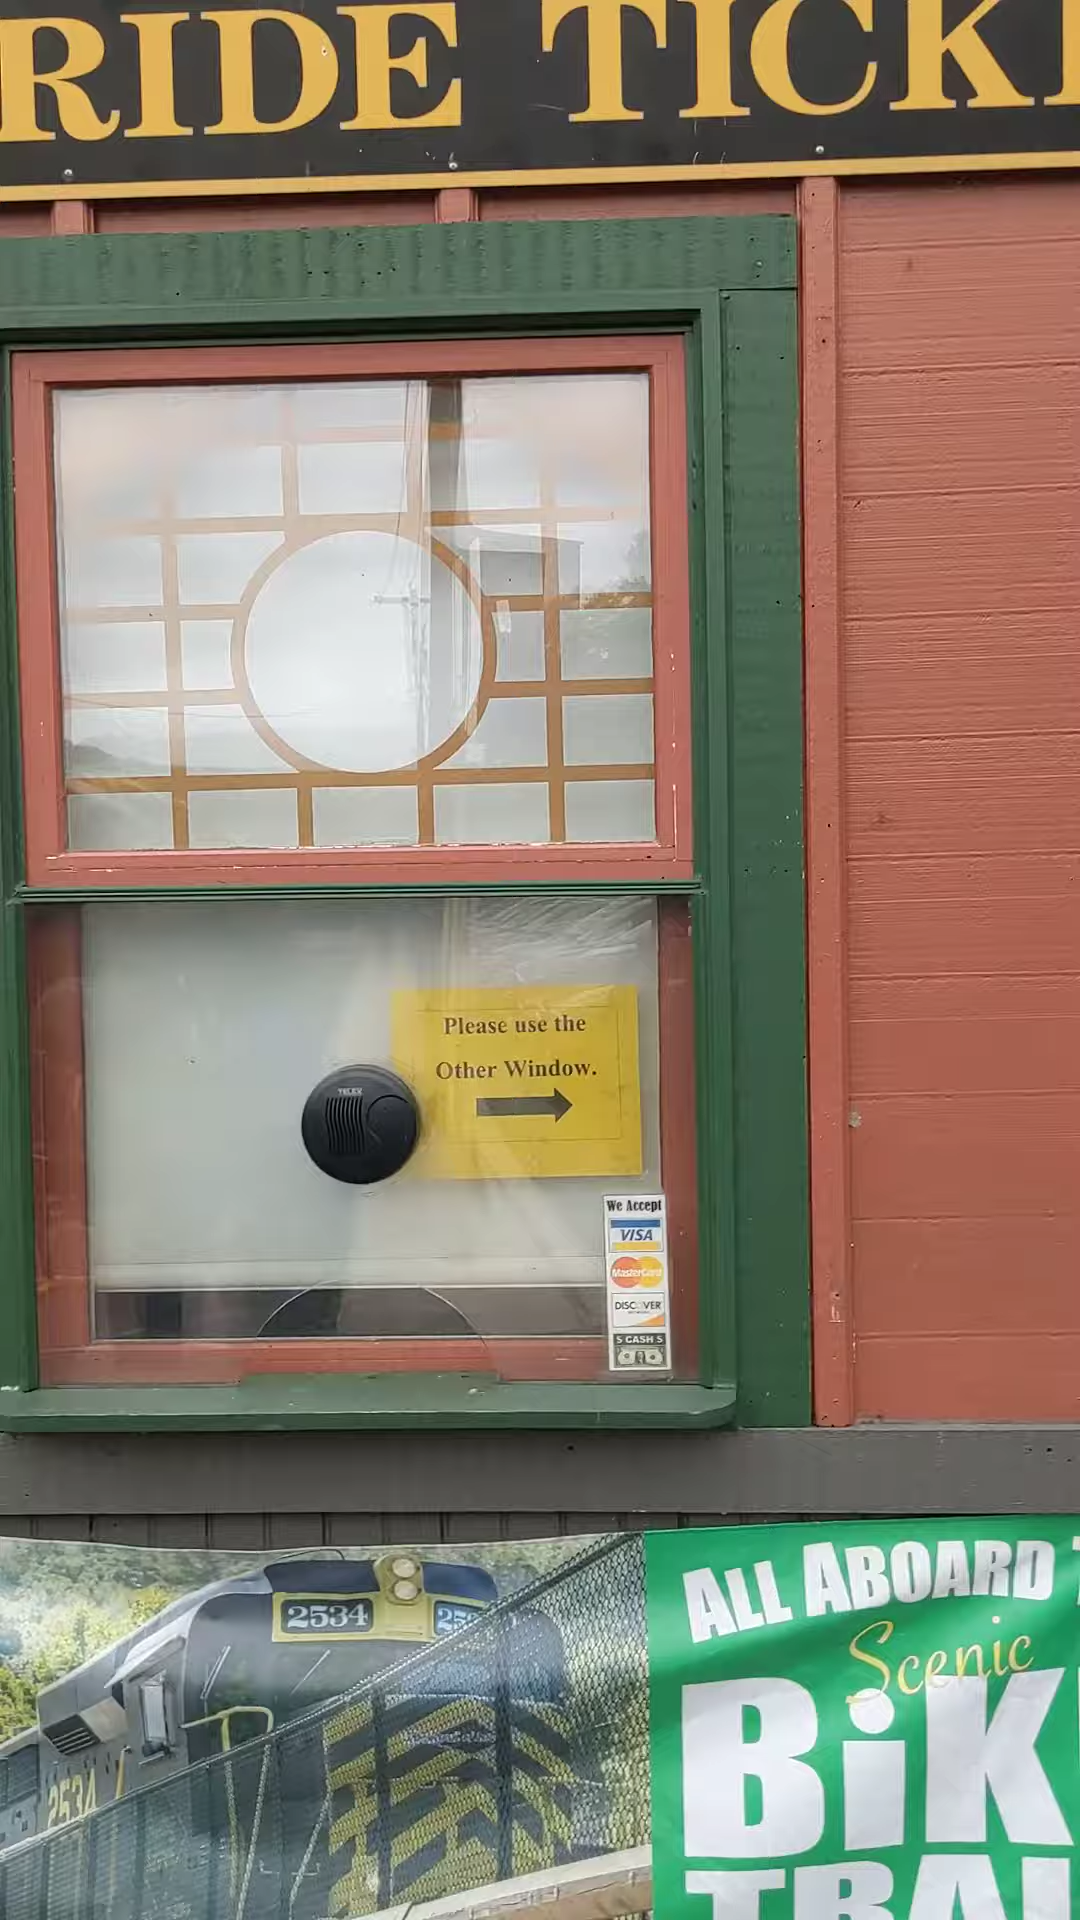 RIDE TICK
Please use the
Other Window.
TELEX
We Accept
VISA
MasterCard
DISCOVER
$ CASH $
2534
2534
ALL ABOARD
Scenic
BiK
TRA